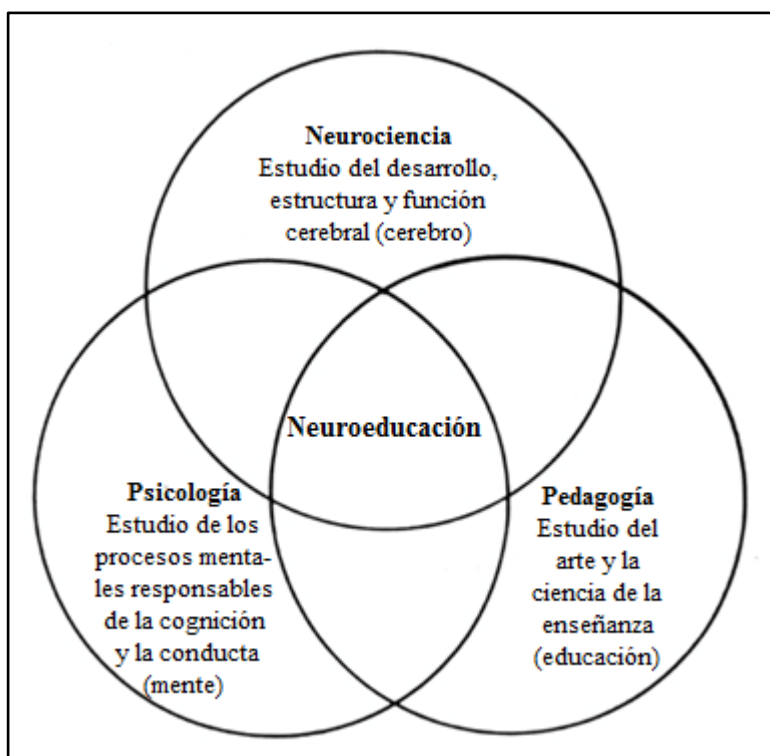 Neurociencia
Estudio del desarrollo,
estructura y función
cerebral (cerebro)
Neuroeducación
Psicología
Estudio de los
procesos menta-
les responsables
de la cognición
y la conducta
(mente)
Pedagogía
Estudio del
arte y la
ciencia de la
enseñanza
(educación)